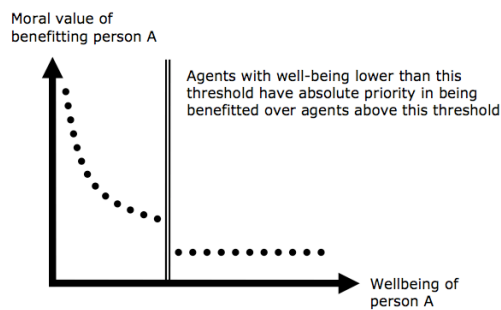 Moral value of
benefitting person A
Agents with well-being lower than this
threshold have absolute priority in being
benefitted over agents above this threshold
Wellbeing of
person A